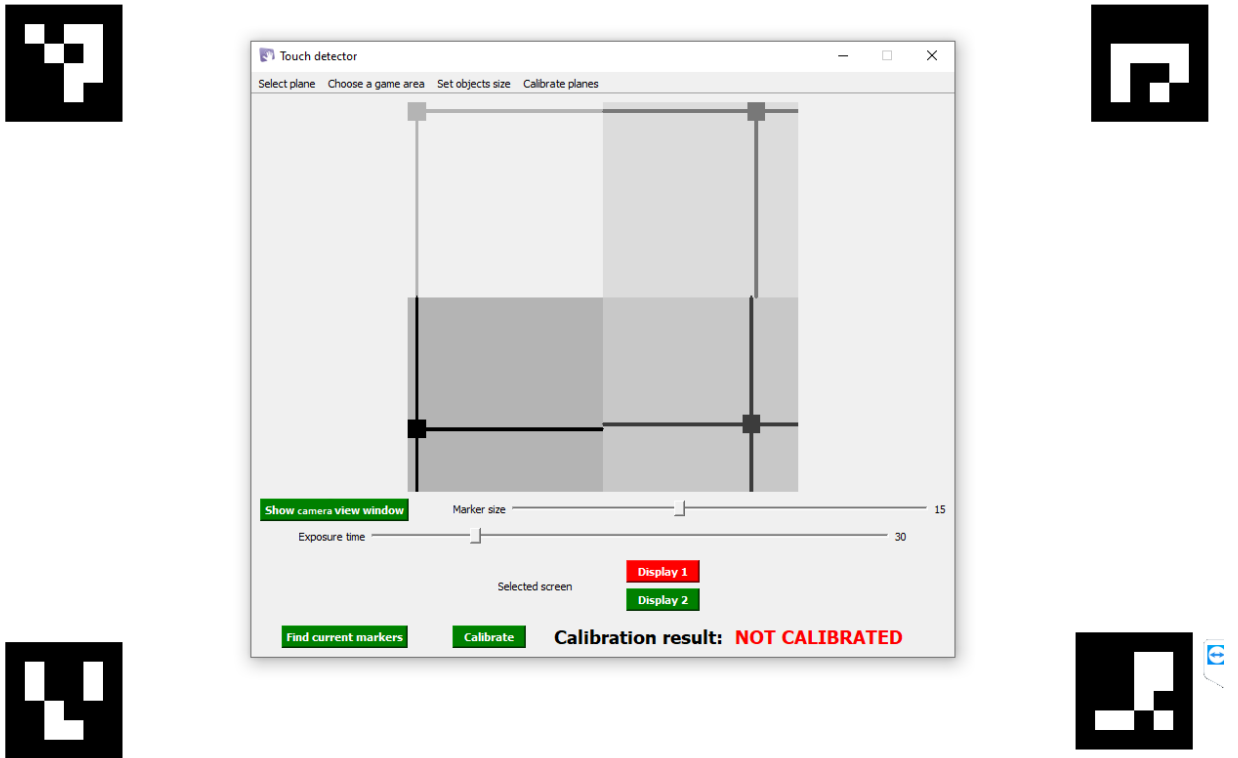 Touch detector
Select plane Choose a game area Set objects size Calibrate planes
Show camera view window Marker size 15
Exposure time 30
Display 1
Selected screen
Display 2
Find current markers Calibrate Calibration result: NOT CALIBRATED